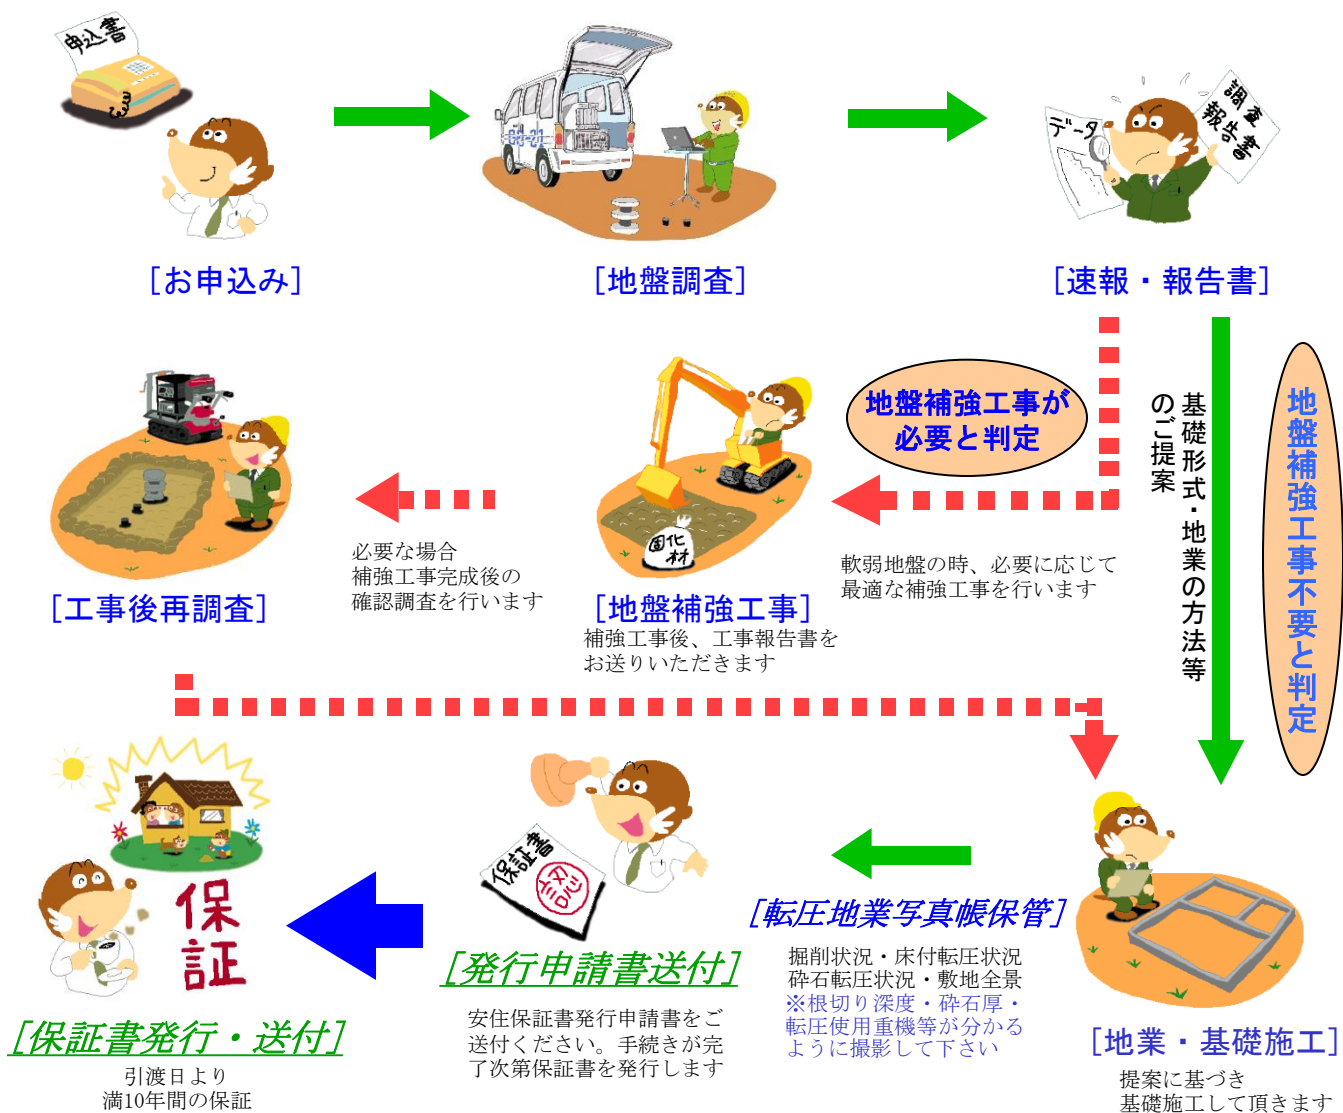 申込書
[お申込み]
GO-21
[地盤調査]
データ
調査
報告書
[速報・報告書]
地盤補強工事が
必要と判定
基礎形式・地業の方法等
のご提案
地盤補強工事不要と判定
[工事後再調査]
必要な場合
補強工事完成後の
確認調査を行います
固化
材
[地盤補強工事]
補強工事後、工事報告書を
お送りいただきます
軟弱地盤の時、必要に応じて
最適な補強工事を行います
保証
[保証書発行・送付]
引渡日より
満10年間の保証
保証書
認
[発行申請書送付]
安住保証書発行申請書をご
送付ください。手続きが完
了次第保証書を発行します
[転圧地業写真帳保管]
掘削状況・床付転圧状況
砕石転圧状況・敷地全景
※根切り深度・砕石厚・
転圧使用重機等が分かる
ように撮影して下さい
[地業・基礎施工]
提案に基づき
基礎施工して頂きます